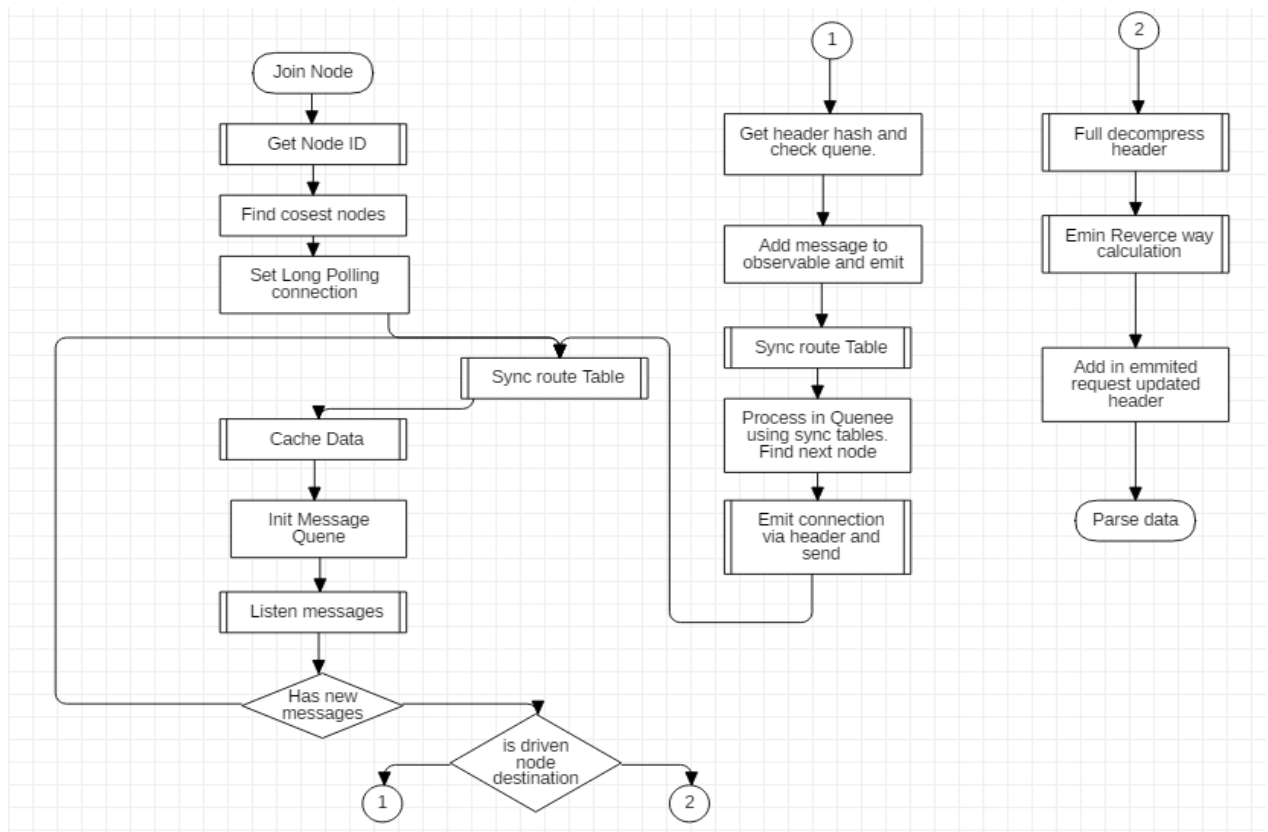 Join Node
Get Node ID
Find cosest nodes
Set Long Polling
connection
Sync route Table
Cache Data
Init Message
Quene
Listen messages
Has new
messages
is driven
node
destination
1
2
1
Get header hash and
check quene.
Add message to
observable and emit
Sync route Table
Process in Quenee
using sync tables.
Find next node
Emit connection
via header and
send
2
Full decompress
header
Emin Reverce way
calculation
Add in emmited
request updated
header
Parse data